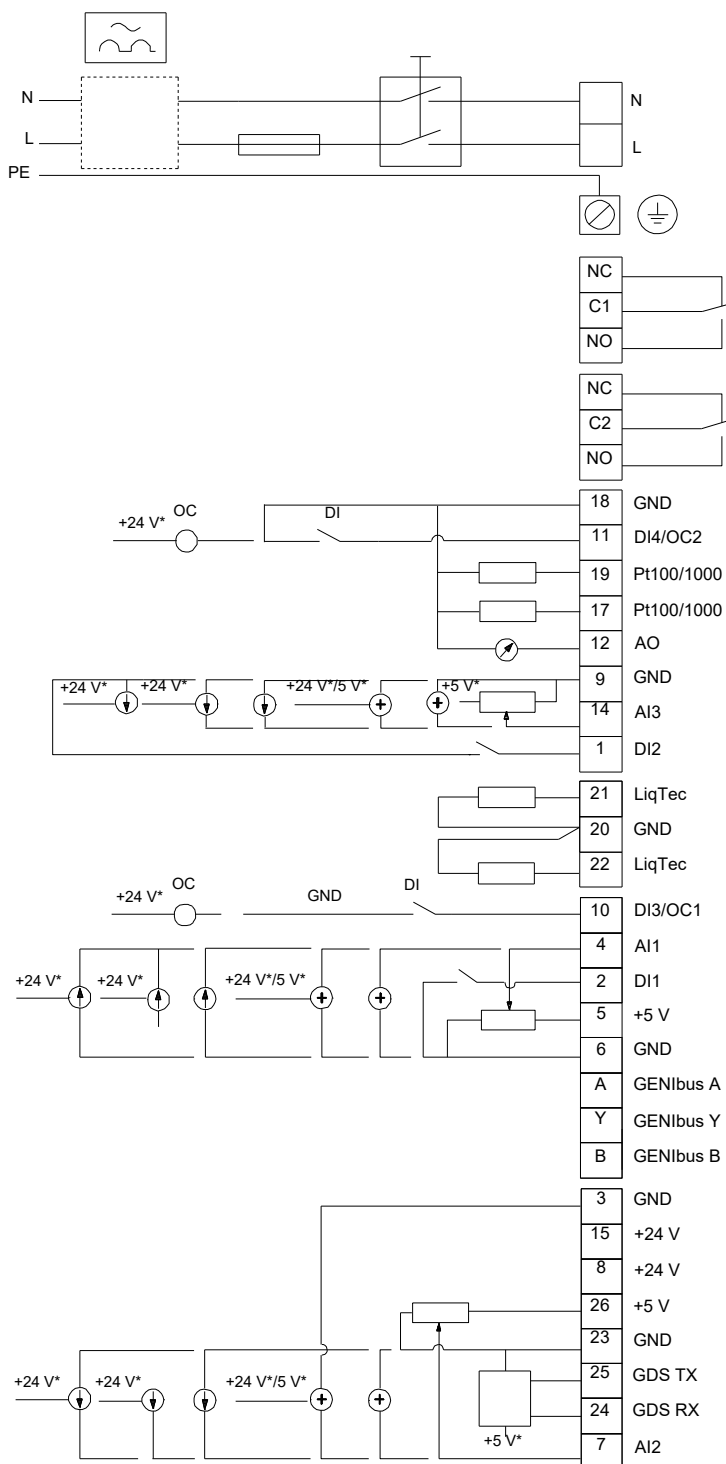 N
N
L
L
PE
NC
C1
NO
NC
C2
NO
18 GND
+24 V* OC DI
11 DI4/OC2
19 Pt100/1000
17 Pt100/1000
12 AO
9 GND
+24 V* +24 V* +24 V*/5 V* +5 V*
14 AI3
1 DI2
21 LiqTec
20 GND
22 LiqTec
+24 V* OC GND DI
10 DI3/OC1
4 AI1
+24 V* +24 V* +24 V*/5 V*
2 DI1
5 +5 V
6 GND
A GENIbus A
Y GENIbus Y
B GENIbus B
3 GND
15 +24 V
8 +24 V
26 +5 V
23 GND
25 GDS TX
+24 V* +24 V* +24 V*/5 V*
24 GDS RX
+5 V*
7 AI2